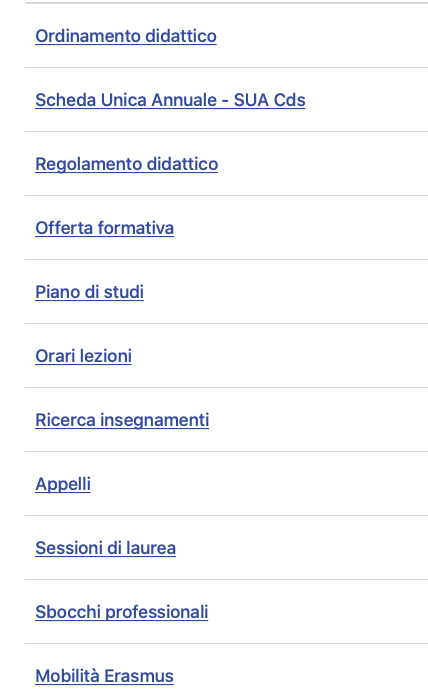 Ordinamento didattico
Scheda Unica Annuale - SUA Cds
Regolamento didattico
Offerta formativa
Piano di studi
Orari lezioni
Ricerca insegnamenti
Appelli
Sessioni di laurea
Sbocchi professionali
Mobilità Erasmus